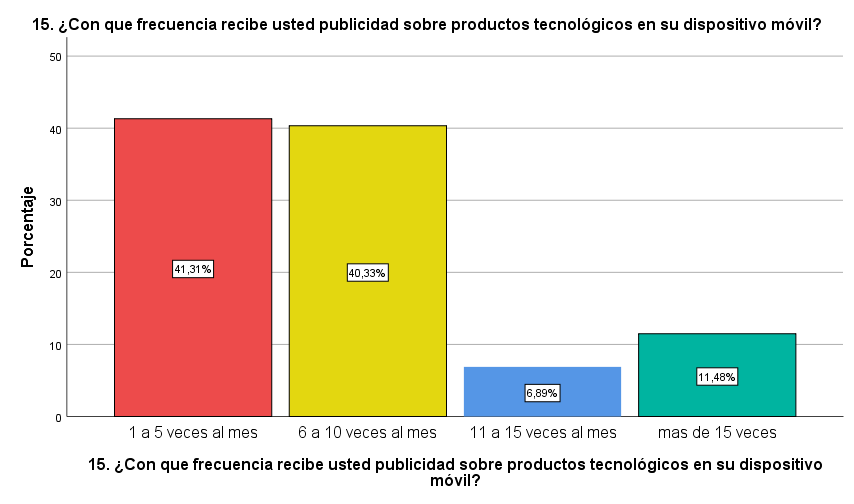 15. ¿Con que frecuencia recibe usted publicidad sobre productos tecnológicos en su dispositivo móvil?
50
40
30
20
10
0
Porcentaje
41,31%
40,33%
6,89%
11,48%
1 a 5 veces al mes
6 a 10 veces al mes
11 a 15 veces al mes
mas de 15 veces
15. ¿Con que frecuencia recibe usted publicidad sobre productos tecnológicos en su dispositivo
móvil?